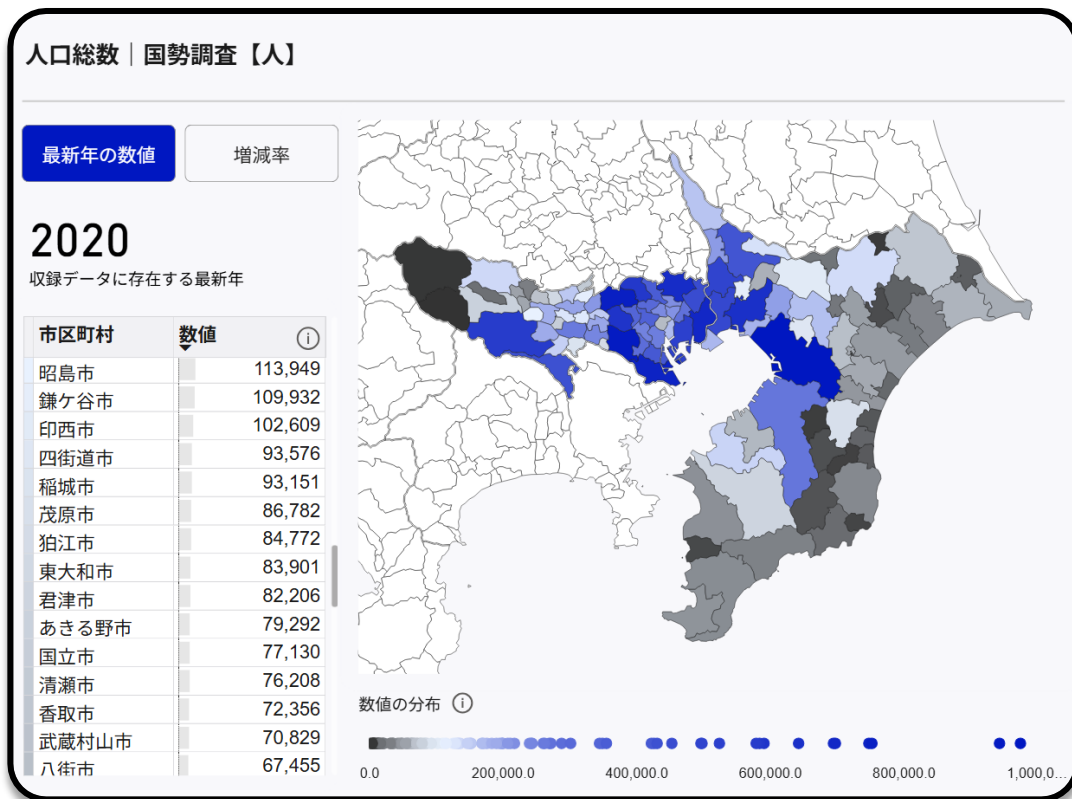 人口総数｜国勢調査【人】
最新年の数値
増減率
2020
収録データに存在する最新年
市区町村 数値
昭島市 113,949
鎌ケ谷市 109,932
印西市 102,609
四街道市 93,576
稲城市 93,151
茂原市 86,782
狛江市 84,772
東大和市 83,901
君津市 82,206
あきる野市 79,292
国立市 77,130
清瀬市 76,208
香取市 72,356
武蔵村山市 70,829
八街市 67,455
数値の分布
0.0 200,000.0 400,000.0 600,000.0 800,000.0 1,000,0...